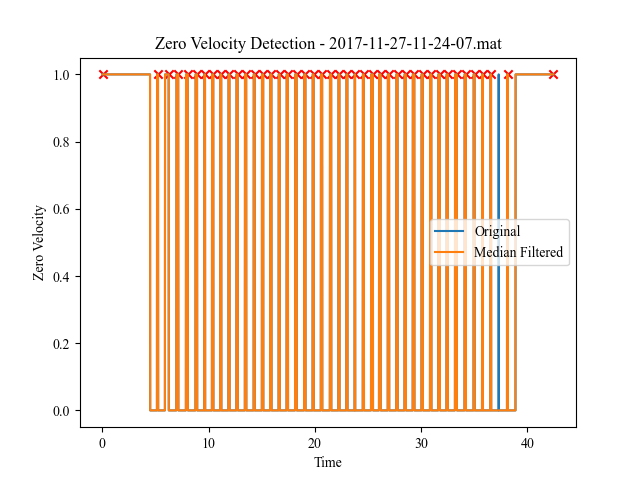 Zero Velocity Detection - 2017-11-27-11-24-07.mat
1.0
0.8
0.6
0.4
0.2
0.0
Zero Velocity
Original
Median Filtered
0 10 20 30 40
Time